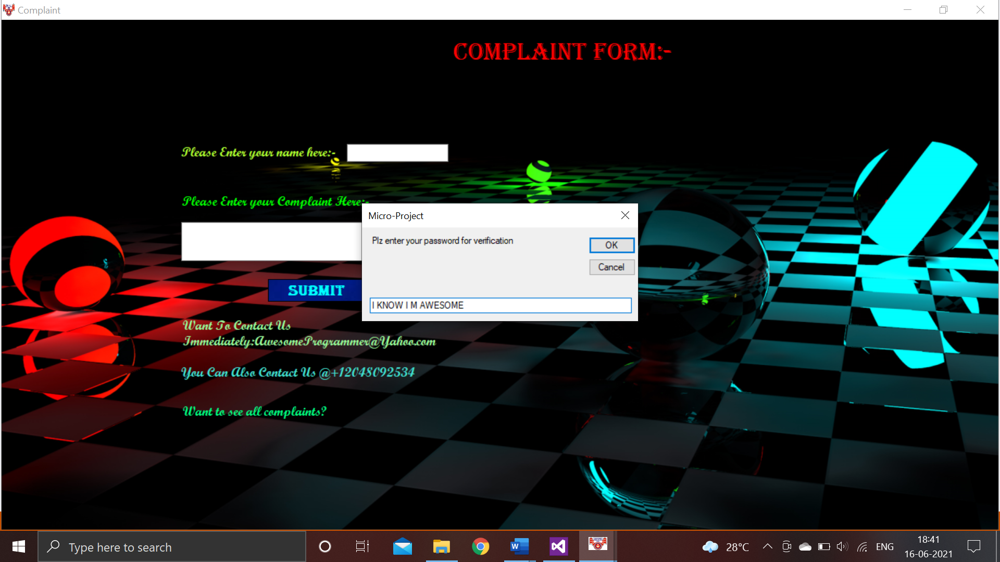 Complaint
COMPLAINT FORM:-
Please Enter your name here:-
Please Enter your Complaint Here:-
Micro-Project
Plz enter your password for verification
OK
Cancel
I KNOW I M AWESOME
SUBMIT
Want To Contact Us
Immediately:AwesomeProgrammer@Yahoo.com
You Can Also Contact Us @+12048092534
Want to see all complaints?
Type here to search
W
28°C
ENG
18:41
16-06-2021